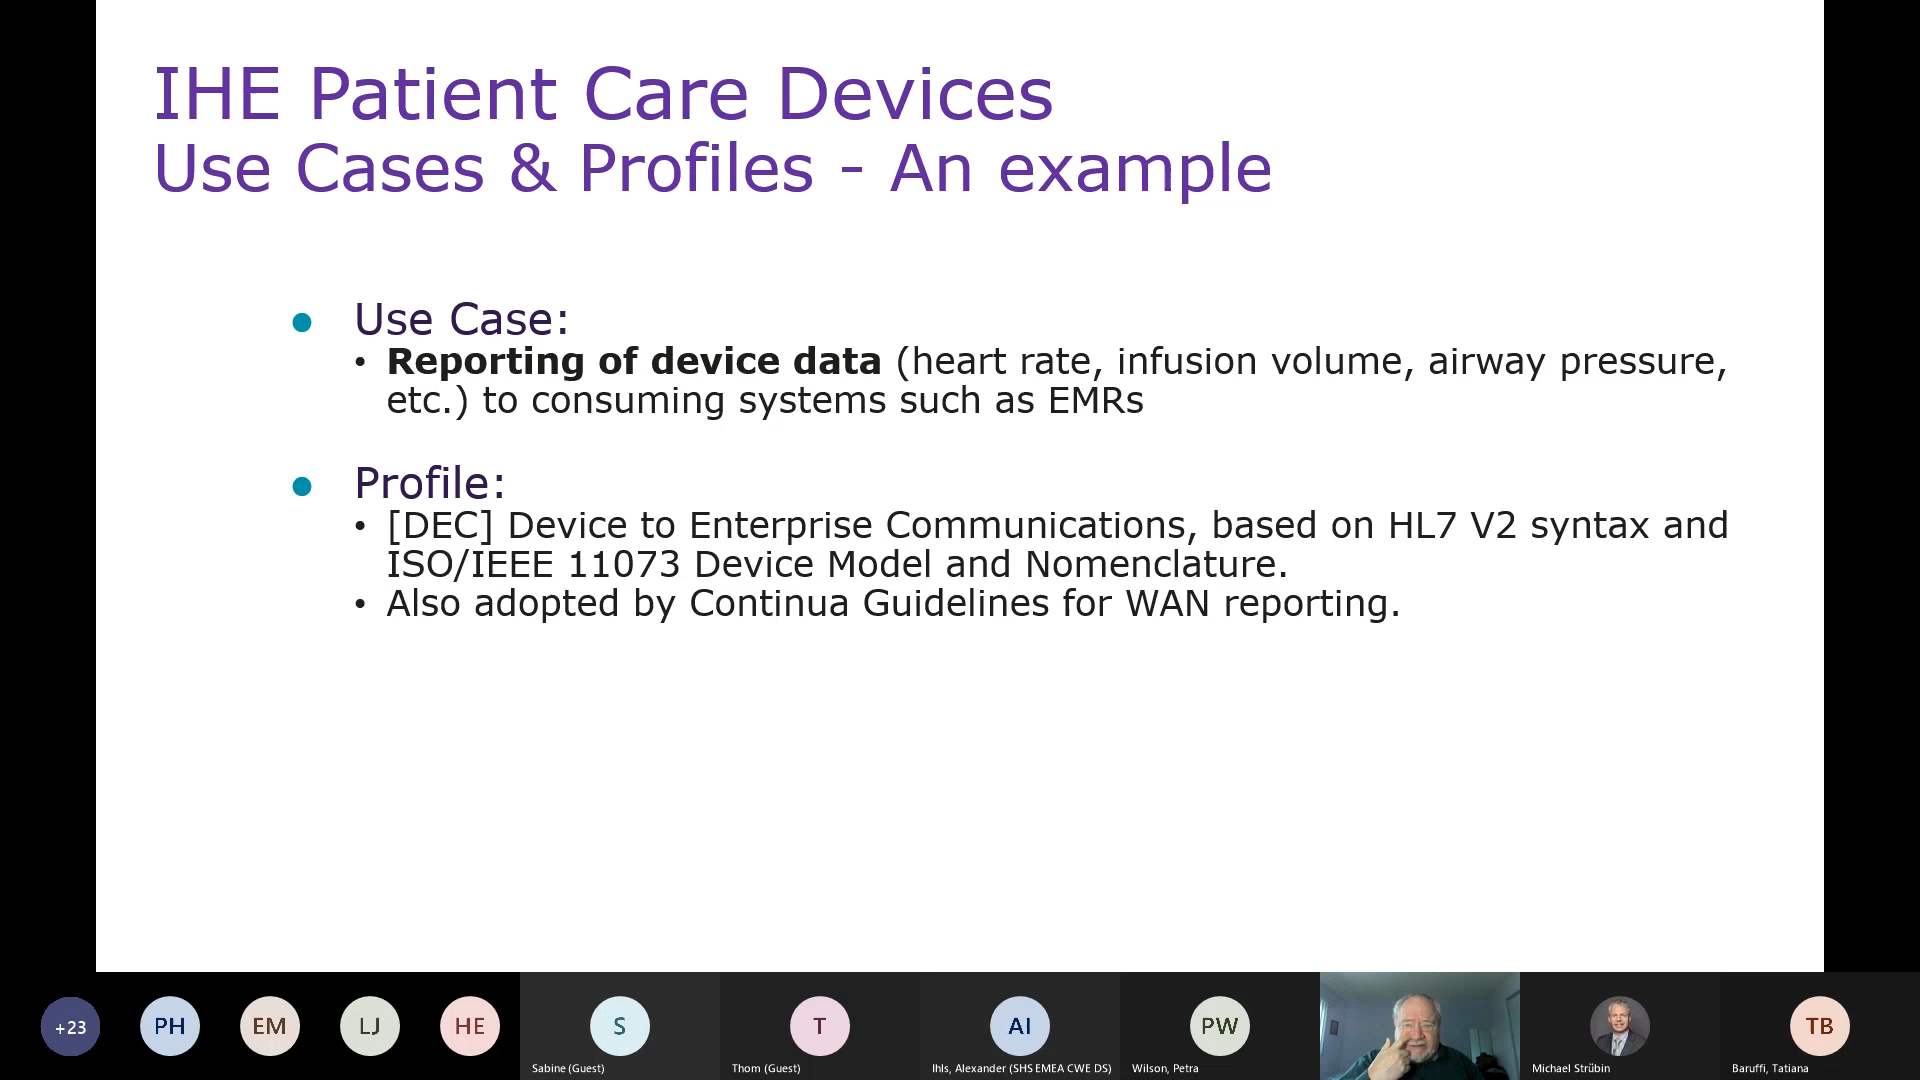 IHE Patient Care Devices
Use Cases & Profiles - An example
● Use Case:
• Reporting of device data (heart rate, infusion volume, airway pressure,
etc.) to consuming systems such as EMRs
● Profile:
• [DEC] Device to Enterprise Communications, based on HL7 V2 syntax and
ISO/IEEE 11073 Device Model and Nomenclature.
• Also adopted by Continua Guidelines for WAN reporting.
+23
PH
EM
LJ
HE
S
Sabine (Guest)
T
Thom (Guest)
AI
Ihls, Alexander (SHS EMEA CWE DS)
PW
Wilson, Petra
Michael Strübin
TB
Baruffi, Tatiana